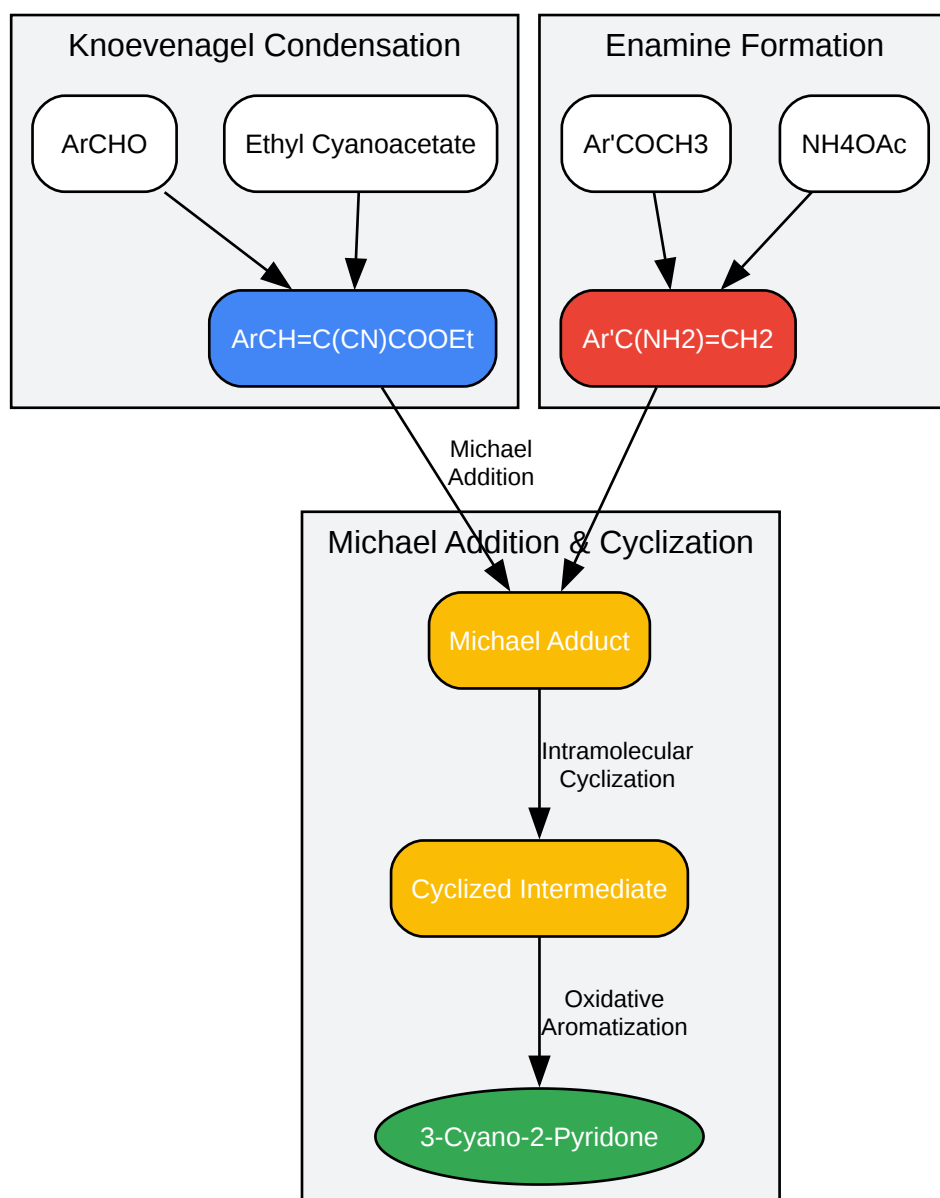 Knoevenagel Condensation
Enamine Formation
ArCHO
Ethyl Cyanoacetate
Ar'COCH3
NH4OAc
ArCH=C(CN)COOEt
Ar'C(NH2)=CH2
Michael
Addition
Michael Addition & Cyclization
Michael Adduct
Intramolecular
Cyclization
Cyclized Intermediate
Oxidative
Aromatization
3-Cyano-2-Pyridone